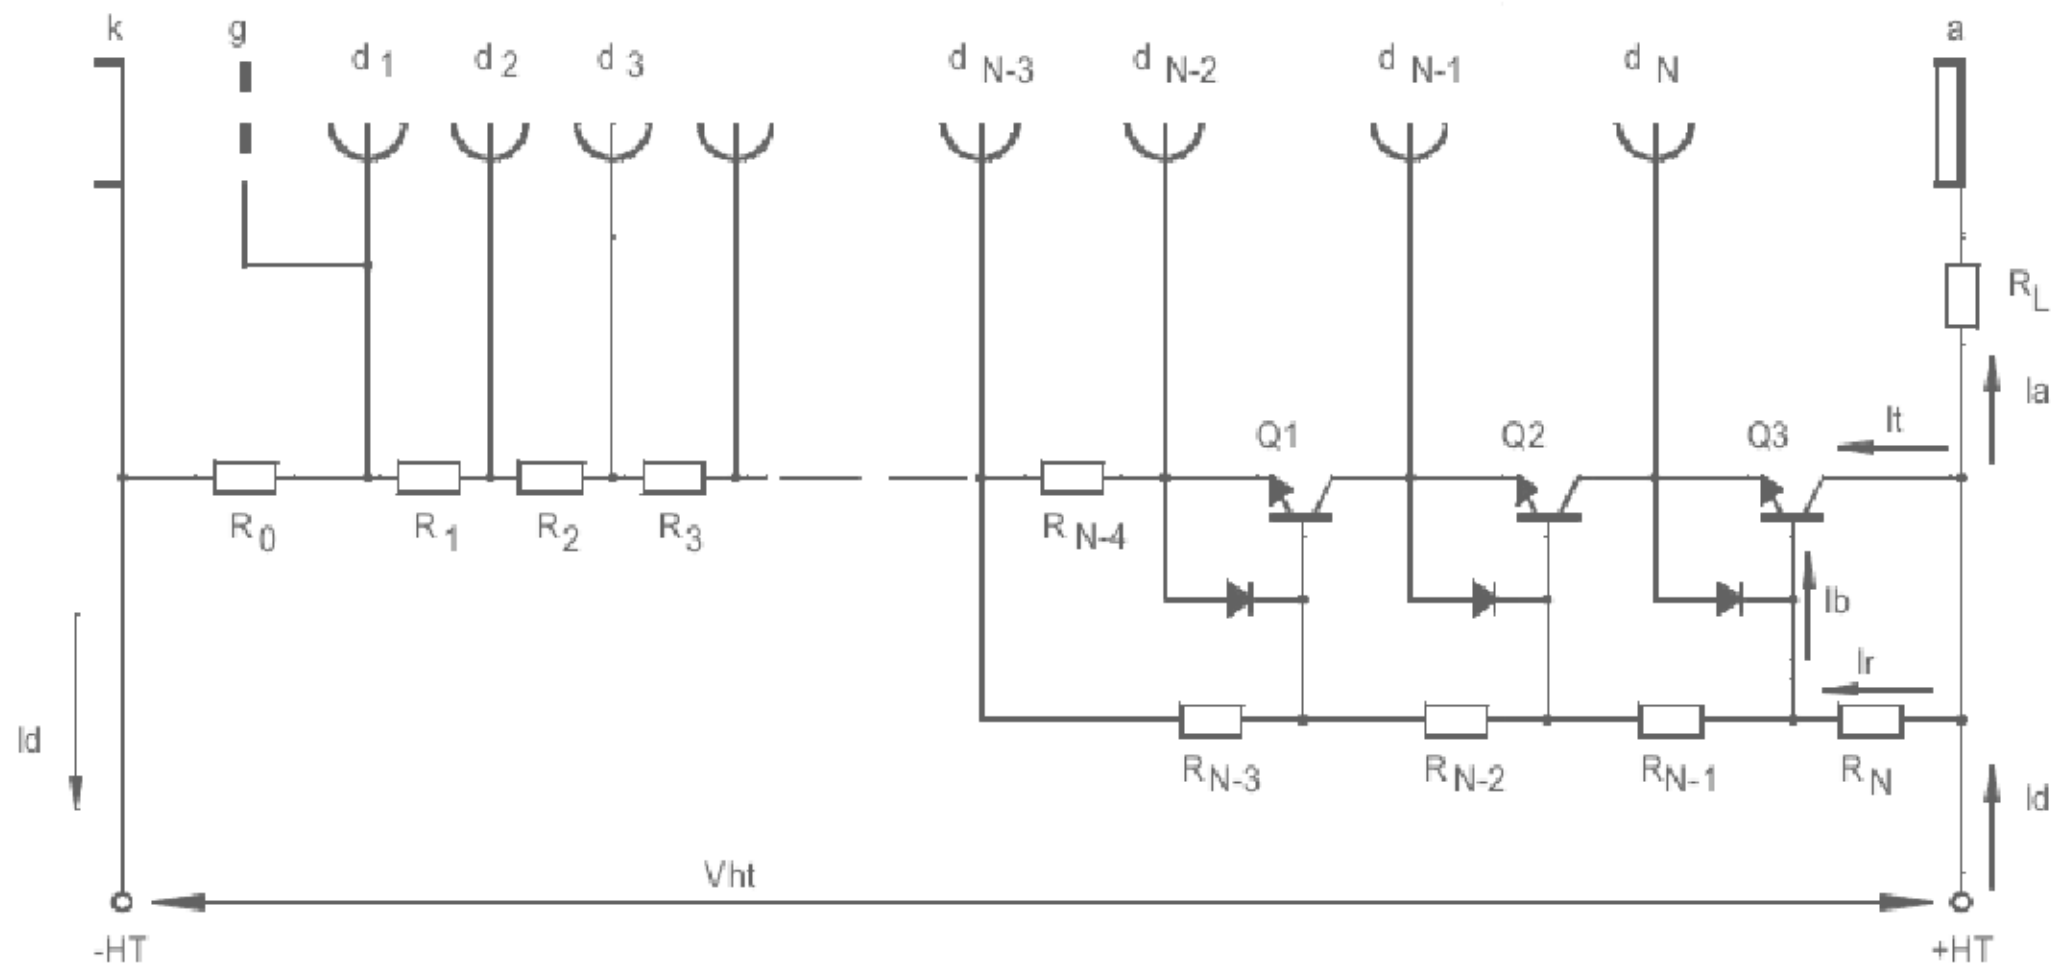 k g d 1 d 2 d 3 d N-3 d N-2 d N-1 d N a
R L
Ia
It
Q1 Q2 Q3
R 0 R 1 R 2 R 3 R N-4
Ib
Ir
Id R N-3 R N-2 R N-1 R N Id
Vht
-HT +HT